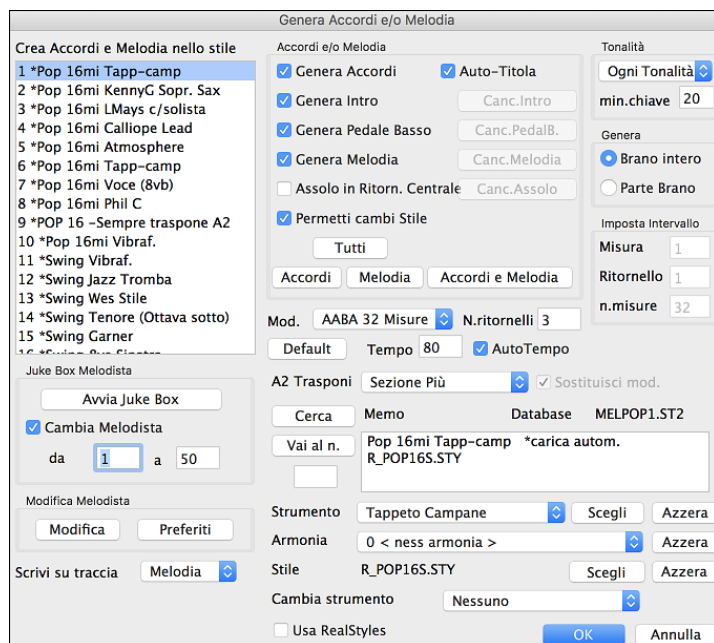 Genera Accordi e/o Melodia
Crea Accordi e Melodia nello stile
1 *Pop 16mi Tapp-camp
2 *Pop 16mi KennyG Sopr. Sax
3 *Pop 16mi LMays c/solista
4 *Pop 16mi Calliope Lead
5 *Pop 16mi Atmosphere
6 *Pop 16mi Tapp-camp
7 *Pop 16mi Voce (8vb)
8 *Pop 16mi Phil C
9 *POP 16 -Sempre traspone A2
10 *Pop 16mi Vibraf.
11 *Swing Vibraf.
12 *Swing Jazz Tromba
13 *Swing Wes Stile
14 *Swing Tenore (Ottava sotto)
15 *Swing Garner
Juke Box Melodista
Avvia Juke Box
Cambia Melodista
da 1 a 50
Modifica Melodista
Modifica Preferiti
Scrivi su traccia Melodia
Accordi e/o Melodia
Genera Accordi Auto-Titola
Genera Intro Canc.Intro
Genera Pedale Basso Canc.PedalB.
Genera Melodia Canc.Melodia
Assolo in Ritorn. Centrale Canc.Assolo
Permetti cambi Stile
Tutti
Accordi Melodia Accordi e Melodia
Mod. AABA 32 Misure N.ritornelli 3
Default Tempo 80 AutoTempo
A2 Trasponi Sezione Più Sostituisci mod.
Cerca Memo Database MELPOP1.ST2
Vai al n. Pop 16mi Tapp-camp *carica autom.
R_POP16S.STY
Strumento Tappeto Campane Scegli Azzera
Armonia 0 < ness armonia > Azzera
Stile R_POP16S.STY Scegli Azzera
Cambia strumento Nessuno
Usa RealStyles OK Annulla
Tonalità
Ogni Tonalità
min.chiave 20
Genera
Brano intero
Parte Brano
Imposta Intervallo
Misura 1
Ritornello 1
n.misure 32